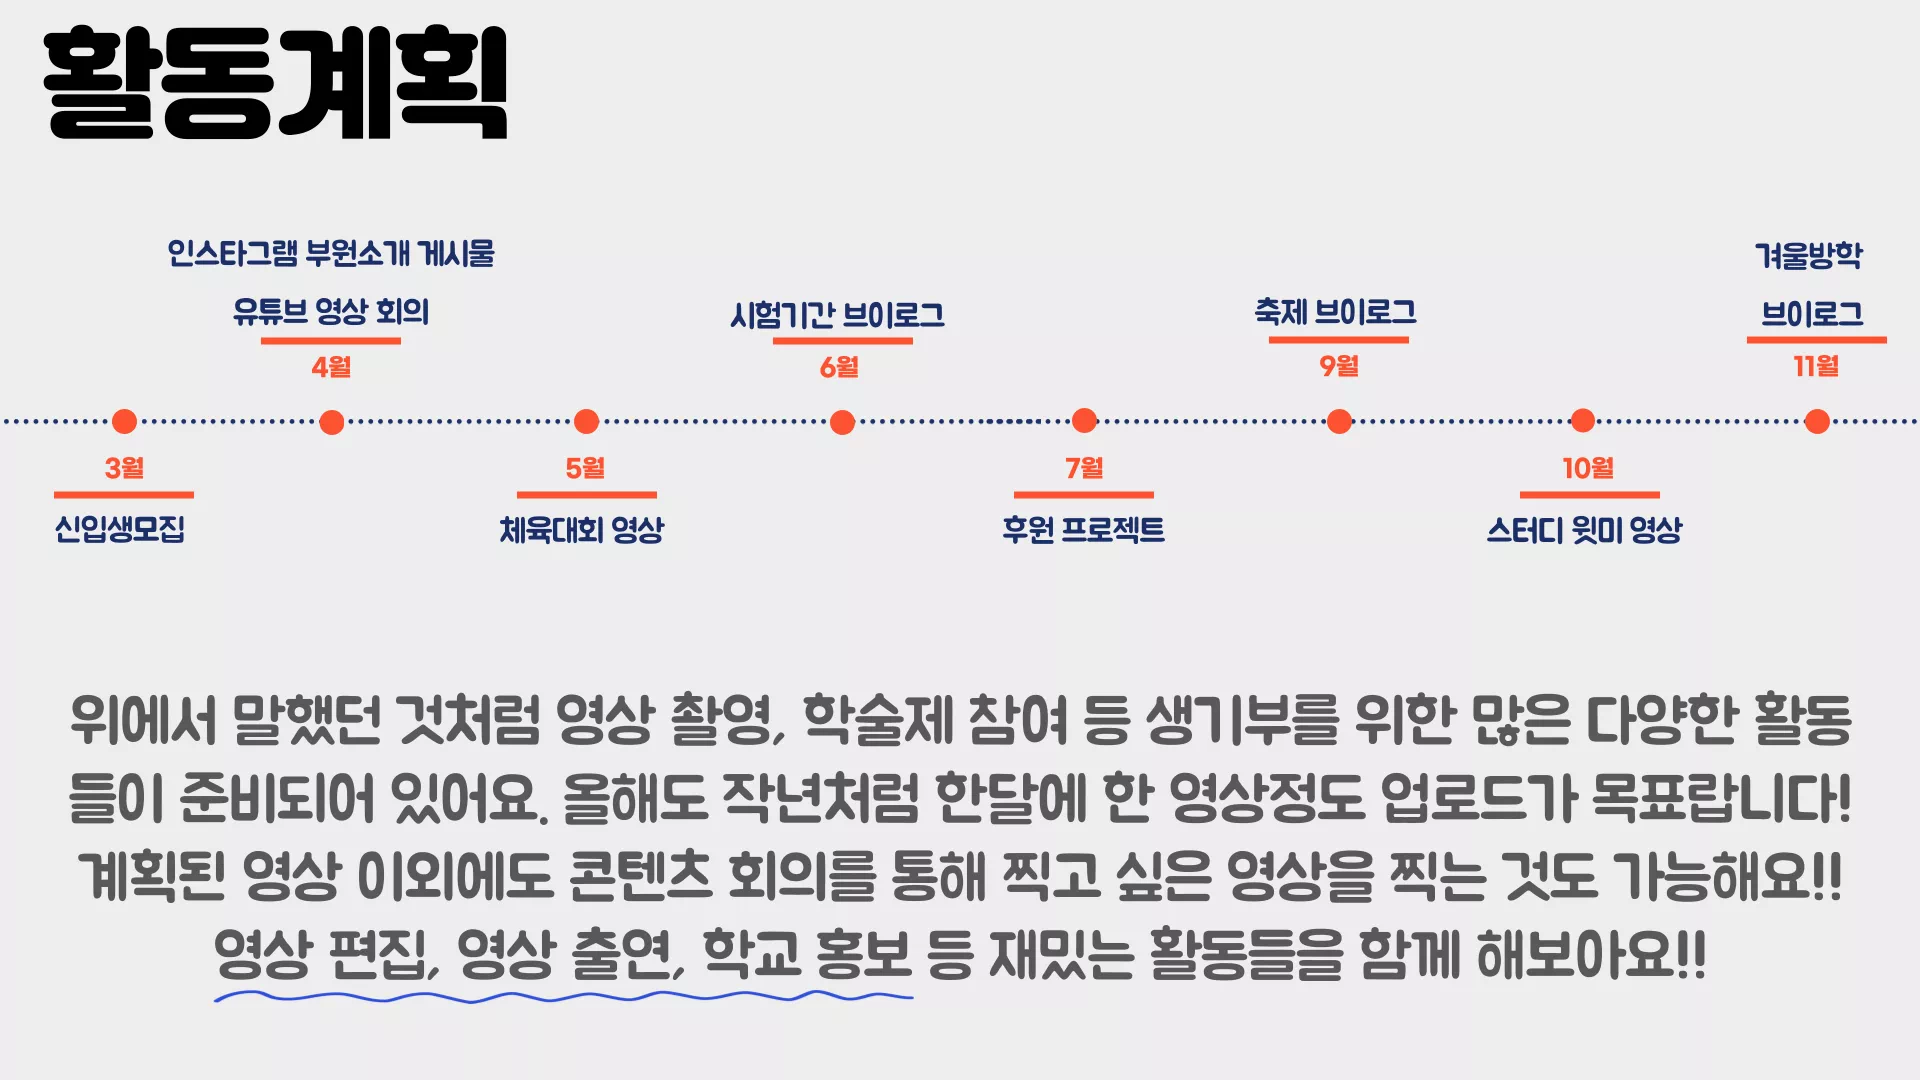 활동계획
인스타그램 부원소개 게시물
유튜브 영상 회의
4월
시험기간 브이로그
6월
축제 브이로그
9월
겨울방학
브이로그
11월
3월
신입생모집
5월
체육대회 영상
7월
후원 프로젝트
10월
스터디 윗미 영상
위에서 말했던 것처럼 영상 촬영, 학술제 참여 등 생기부를 위한 많은 다양한 활동
들이 준비되어 있어요. 올해도 작년처럼 한달에 한 영상정도 업로드가 목표랍니다!
계획된 영상 이외에도 콘텐츠 회의를 통해 찍고 싶은 영상을 찍는 것도 가능해요!!
영상 편집, 영상 출연, 학교 홍보 등 재밌는 활동들을 함께 해보아요!!